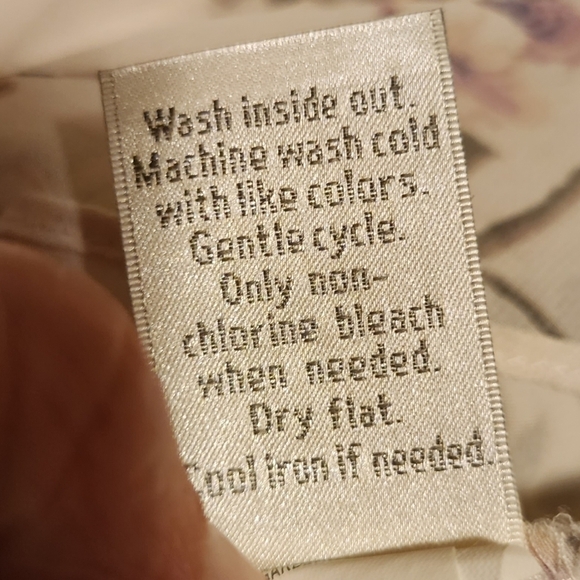 Wash inside out.
Machine wash cold
with like colors.
Gentle cycle.
Only non-
chlorine bleach
when needed.
Dry flat.
Cool iron if needed.